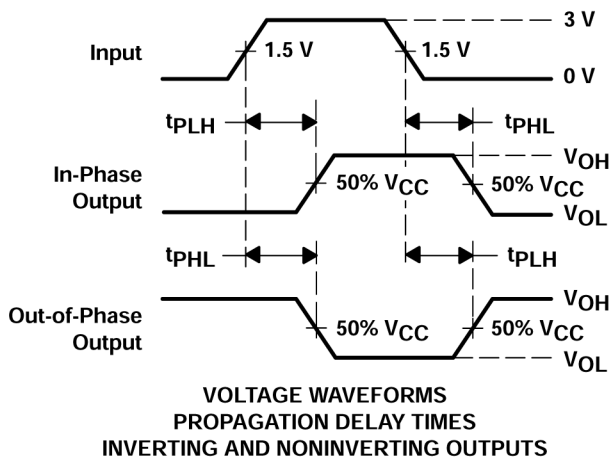 3 V
Input
1.5 V
1.5 V
0 V
tPLH
tPHL
In-Phase
Output
VOH
50% VCC
50% VCC
VOL
tPHL
tPLH
Out-of-Phase
Output
VOH
50% VCC
50% VCC
VOL
VOLTAGE WAVEFORMS
PROPAGATION DELAY TIMES
INVERTING AND NONINVERTING OUTPUTS